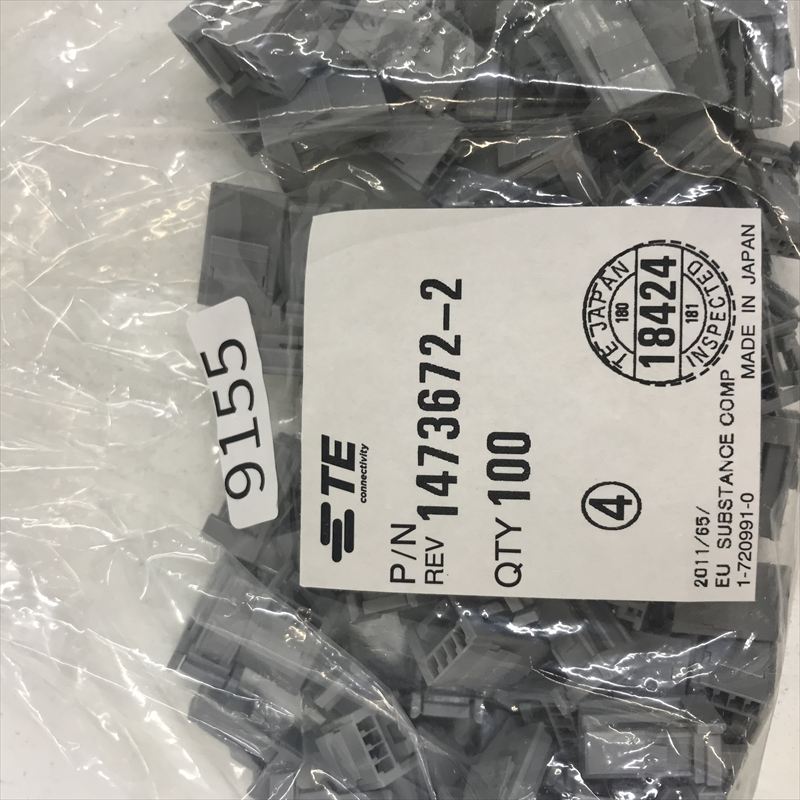 9155
TE
connectivity
P/N
REV 1473672-2
QTY 100
4
TE JAPAN
180
18424
181
INSPECTED
2011/65/
EU SUBSTANCE COMP
1-720991-0 MADE IN JAPAN